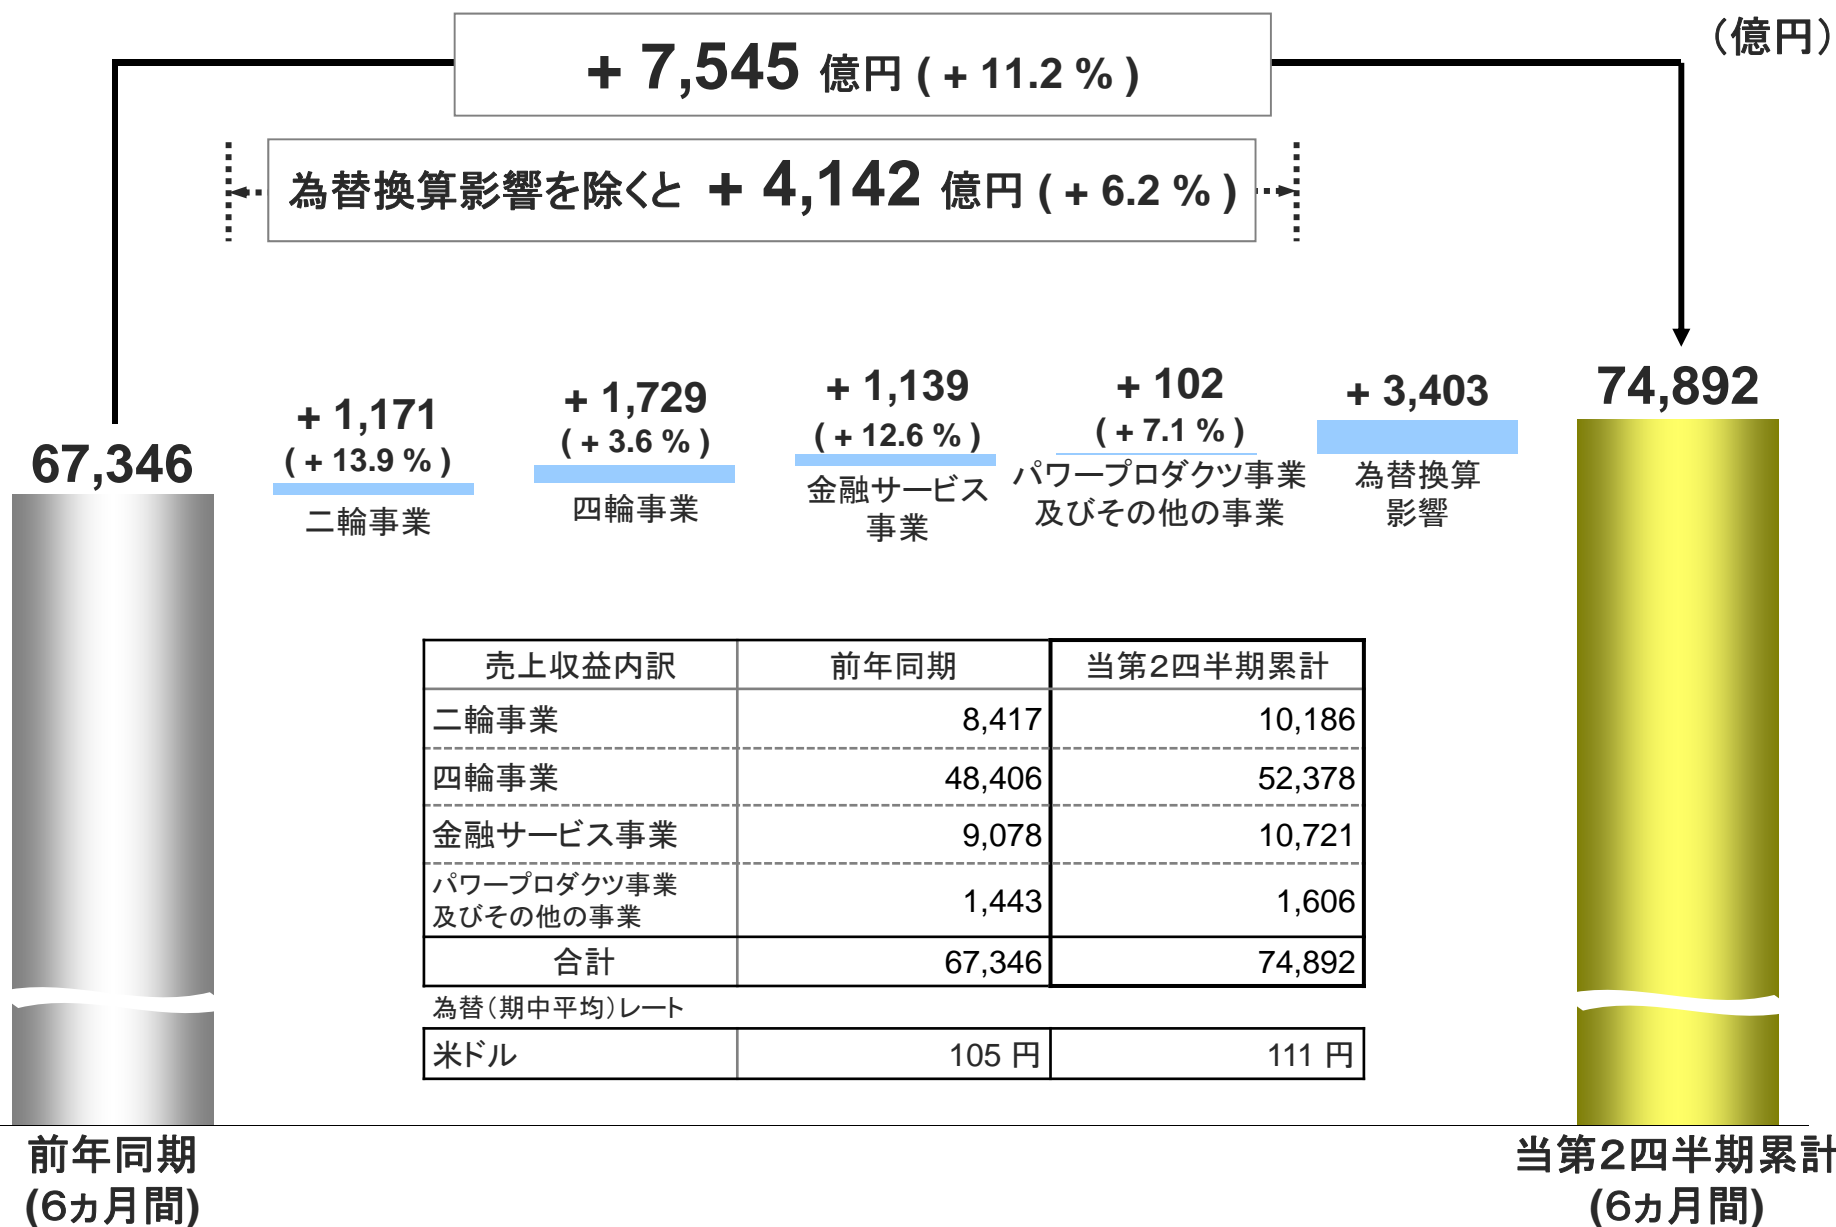 （億円）
+ 7,545 億円 ( + 11.2 % )
為替換算影響を除くと + 4,142 億円 ( + 6.2 % )
67,346
+ 1,171
( + 13.9 % )
二輪事業
+ 1,729
( + 3.6 % )
四輪事業
+ 1,139
( + 12.6 % )
金融サービス
事業
+ 102
( + 7.1 % )
パワープロダクツ事業
及びその他の事業
+ 3,403
為替換算
影響
74,892
売上収益内訳 前年同期 当第２四半期累計
二輪事業 8,417 10,186
四輪事業 48,406 52,378
金融サービス事業 9,078 10,721
パワープロダクツ事業
及びその他の事業 1,443 1,606
合計 67,346 74,892
為替（期中平均）レート
米ドル 105 円 111 円
前年同期
(６ヵ月間)
当第２四半期累計
(６ヵ月間)